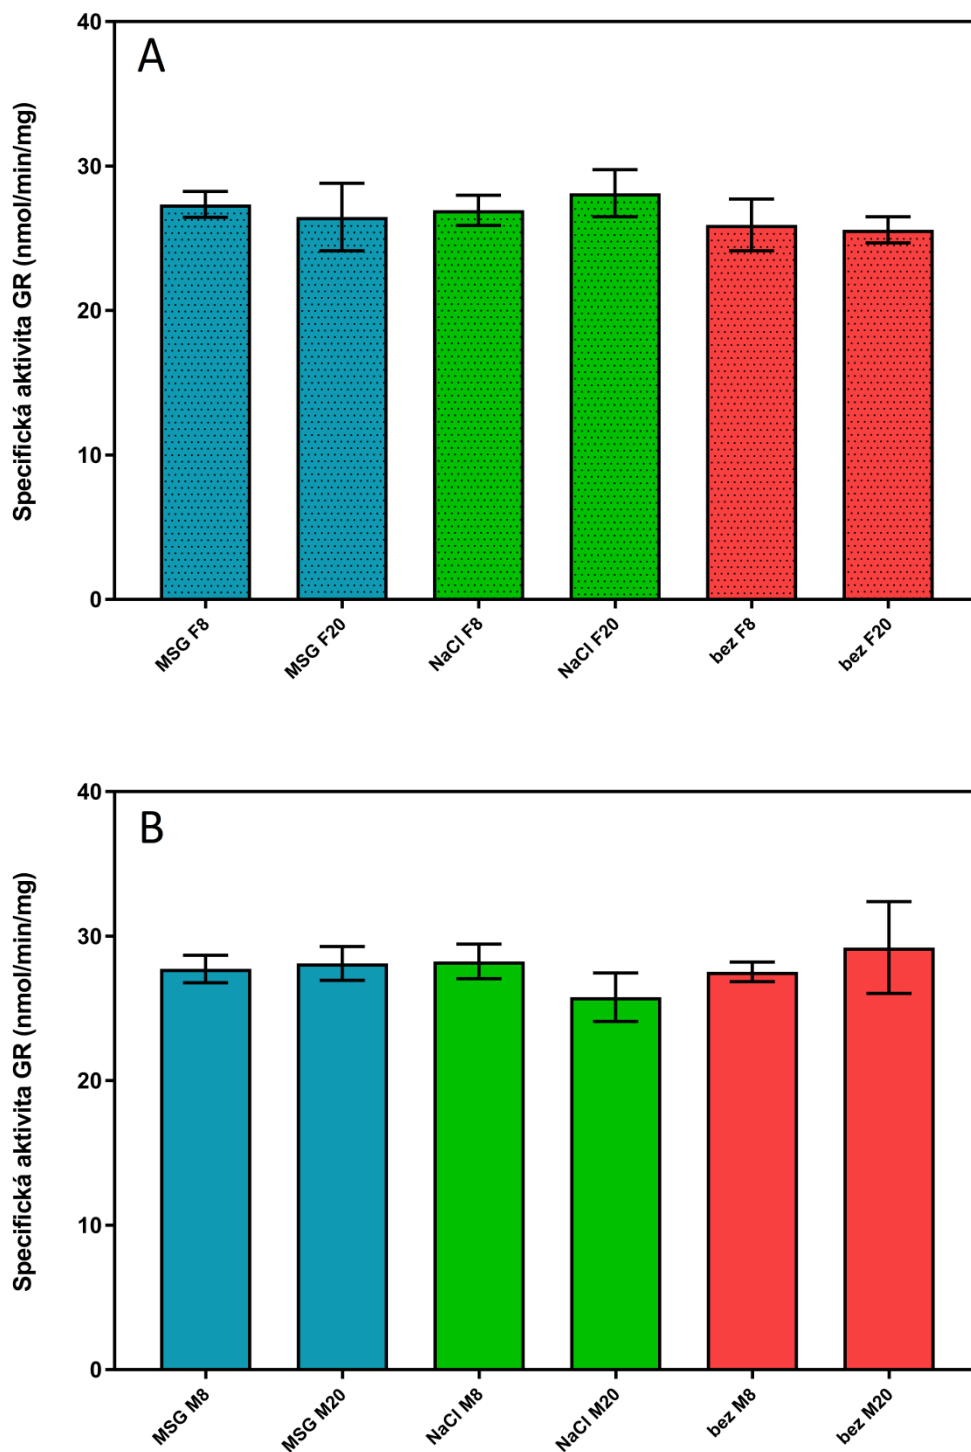 A
Specifická aktivita GR (nmol/min/mg)
40
30
20
10
0
MSG F8
MSG F20
NaCl F8
NaCl F20
bez F8
bez F20
B
Specifická aktivita GR (nmol/min/mg)
40
30
20
10
0
MSG M8
MSG M20
NaCl M8
NaCl M20
bez M8
bez M20